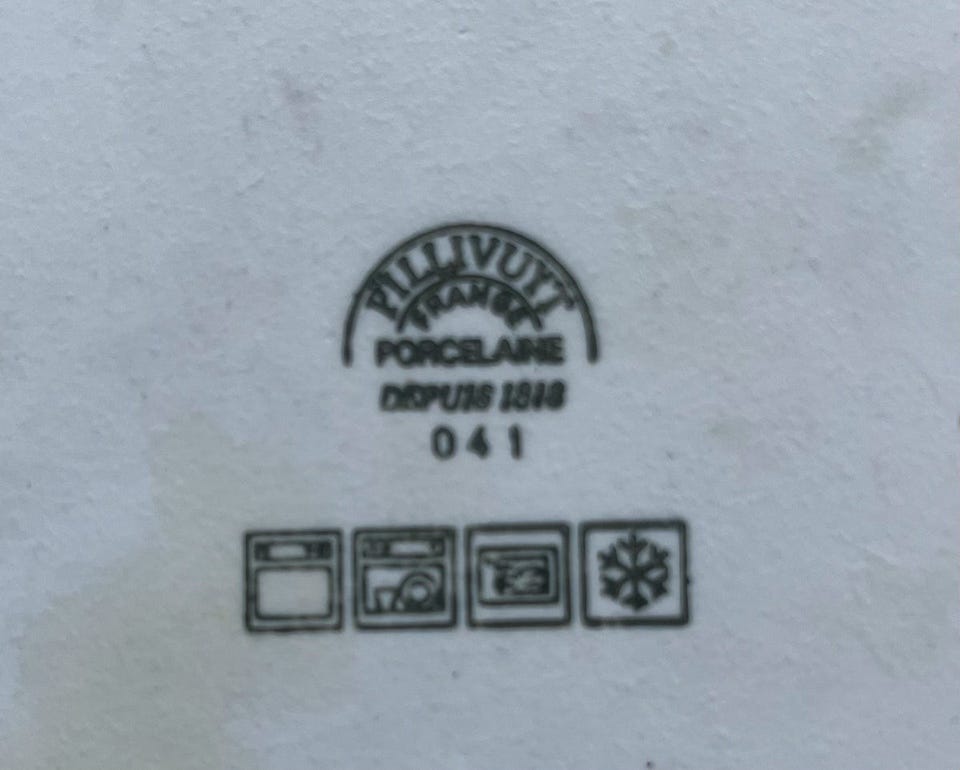 PILLIVUYT
FRANCE
PORCELAINE
DEPUIS 1818
041